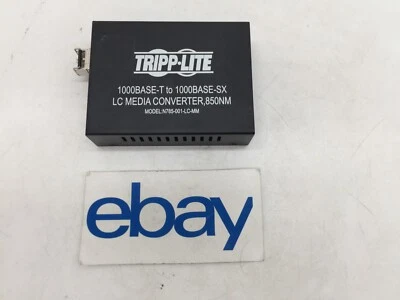 TRIPP-LITE
1000BASE-T to 1000BASE-SX
LC MEDIA CONVERTER,850NM
MODEL:N785-001-LC-MM
ebay